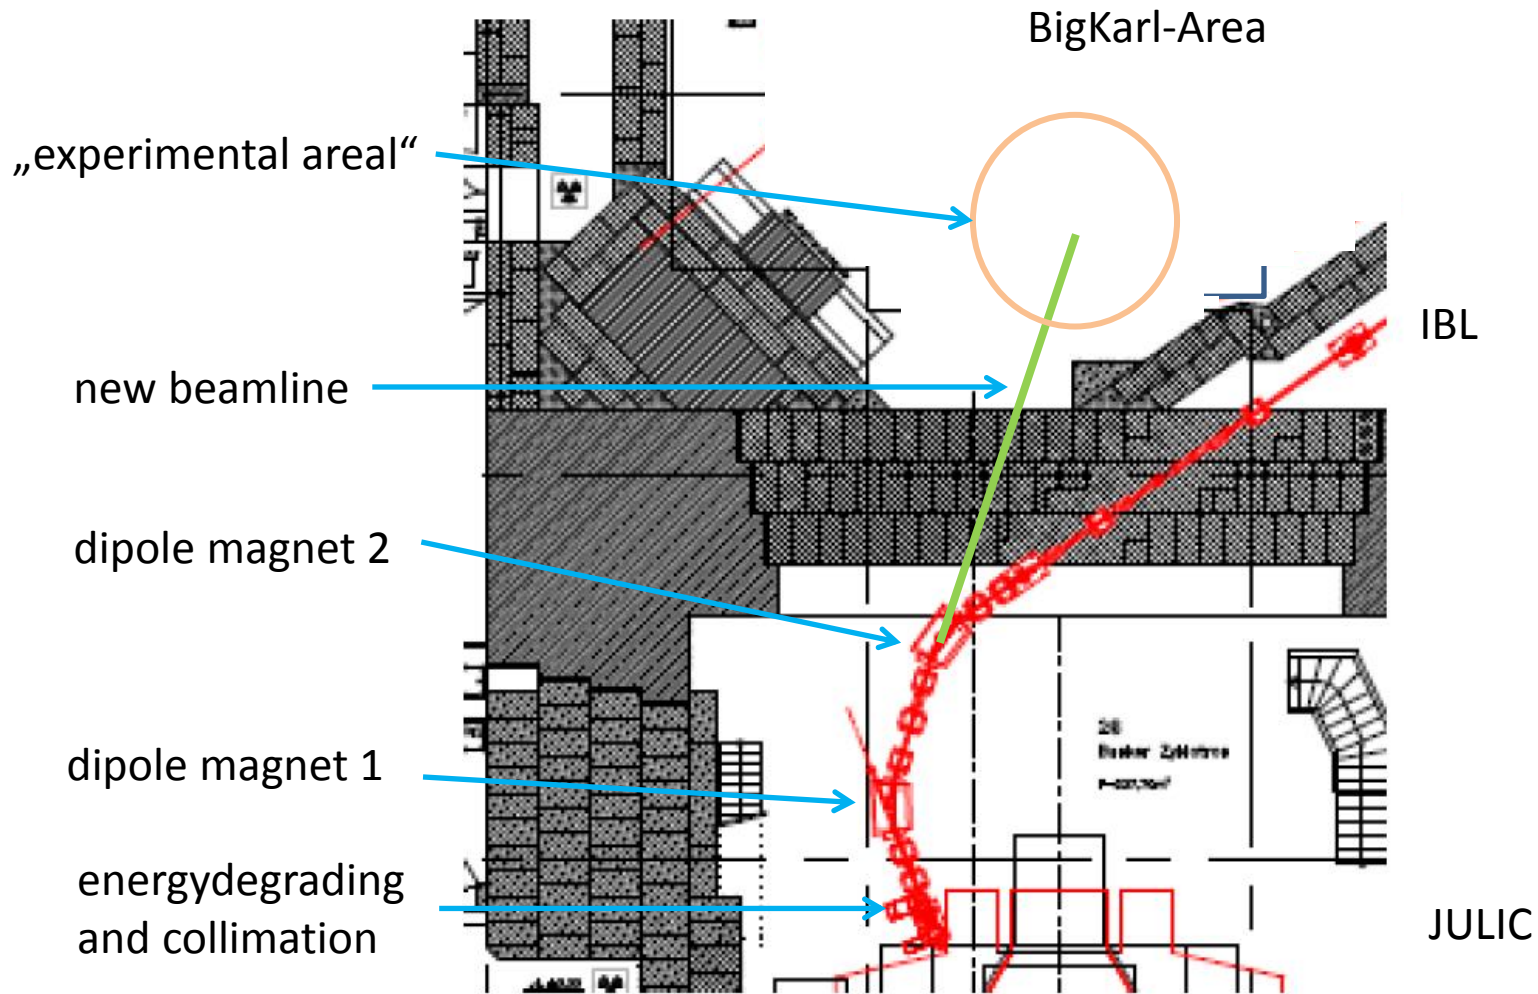 BigKarl-Area
„experimental areal“
IBL
new beamline
dipole magnet 2
dipole magnet 1
energydegrading
and collimation
JULIC